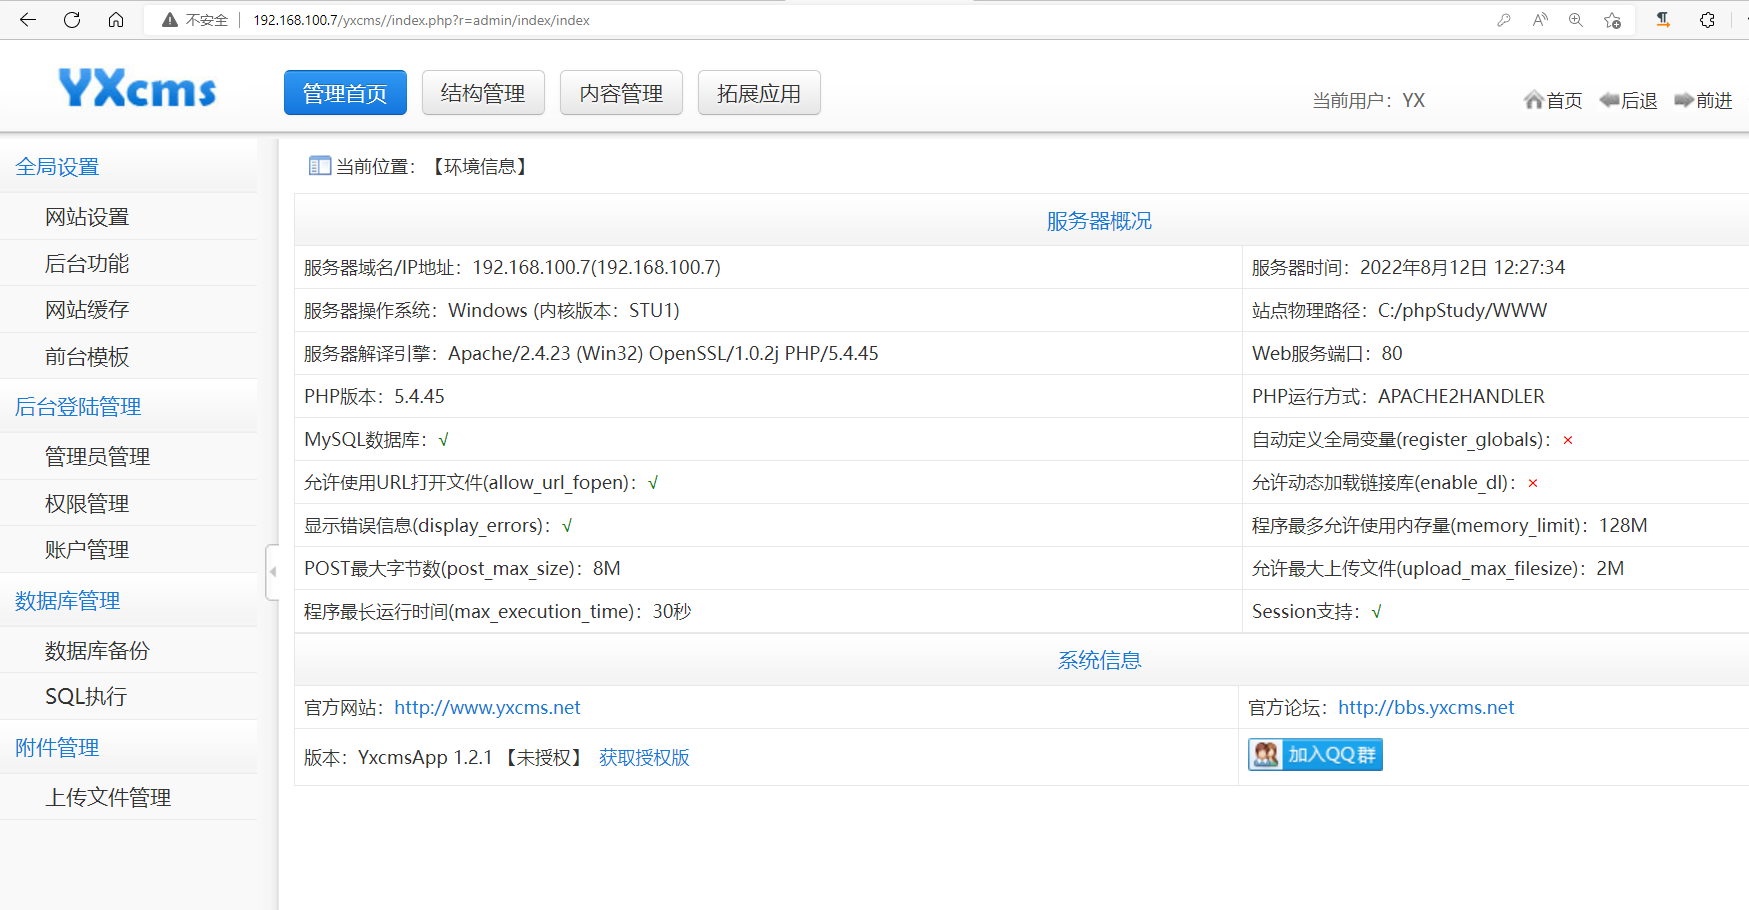 不安全 192.168.100.7/yxcms//index.php?r=admin/index/index
YXcms 管理首页 结构管理 内容管理 拓展应用 当前用户：YX 首页 后退 前进
全局设置
网站设置
后台功能
网站缓存
前台模板
后台登陆管理
管理员管理
权限管理
账户管理
数据库管理
数据库备份
SQL执行
附件管理
上传文件管理
当前位置：【环境信息】
服务器概况
服务器域名/IP地址：192.168.100.7(192.168.100.7) 服务器时间：2022年8月12日 12:27:34
服务器操作系统：Windows (内核版本：STU1) 站点物理路径：C:/phpStudy/WWW
服务器解译引擎：Apache/2.4.23 (Win32) OpenSSL/1.0.2j PHP/5.4.45 Web服务端口：80
PHP版本：5.4.45 PHP运行方式：APACHE2HANDLER
MySQL数据库：√ 自动定义全局变量(register_globals)：×
允许使用URL打开文件(allow_url_fopen)：√ 允许动态加载链接库(enable_dl)：×
显示错误信息(display_errors)：√ 程序最多允许使用内存量(memory_limit)：128M
POST最大字节数(post_max_size)：8M 允许最大上传文件(upload_max_filesize)：2M
程序最长运行时间(max_execution_time)：30秒 Session支持：√
系统信息
官方网站：http://www.yxcms.net 官方论坛：http://bbs.yxcms.net
版本：YxcmsApp 1.2.1 【未授权】 获取授权版 加入QQ群